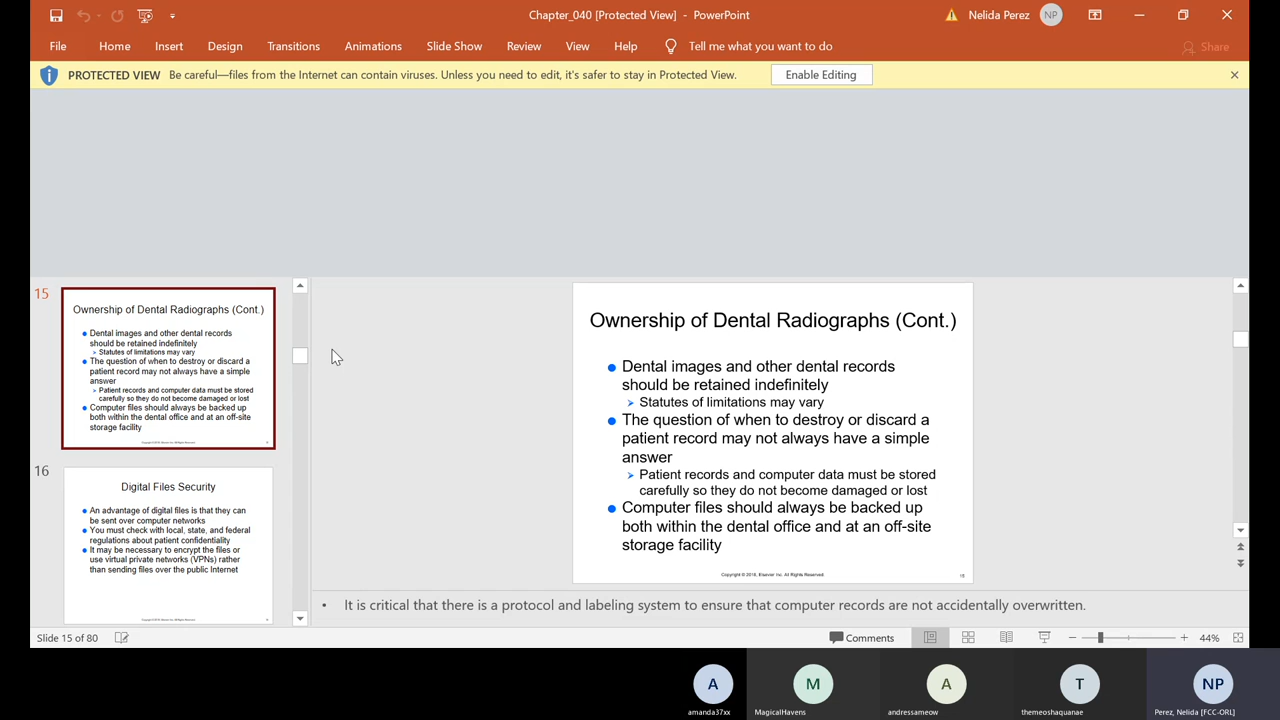 Chapter_040 [Protected View] - PowerPoint
Nelida Perez
NP
File Home Insert Design Transitions Animations Slide Show Review View Help Tell me what you want to do
Share
PROTECTED VIEW Be careful—files from the Internet can contain viruses. Unless you need to edit, it's safer to stay in Protected View.
Enable Editing
15
Ownership of Dental Radiographs (Cont.)
Dental images and other dental records
should be retained indefinitely
Statutes of limitations may vary
The question of when to destroy or discard a
patient record may not always have a simple
answer
Patient records and computer data must be stored
carefully so they do not become damaged or lost
Computer files should always be backed up
both within the dental office and at an off-site
storage facility
16
Digital Files Security
An advantage of digital files is that they can
be sent over computer networks
You must check with local, state, and federal
regulations about patient confidentiality
It may be necessary to encrypt the files or
use virtual private networks (VPNs) rather
than sending files over the public Internet
Ownership of Dental Radiographs (Cont.)
Dental images and other dental records
should be retained indefinitely
Statutes of limitations may vary
The question of when to destroy or discard a
patient record may not always have a simple
answer
Patient records and computer data must be stored
carefully so they do not become damaged or lost
Computer files should always be backed up
both within the dental office and at an off-site
storage facility
Copyright © 2018, Elsevier Inc. All Rights Reserved.
15
It is critical that there is a protocol and labeling system to ensure that computer records are not accidentally overwritten.
Slide 15 of 80
Comments
44%
A
M
A
T
NP
amanda37xx
MagicalHavens
andressameow
themeoshaquanae
Perez, Nelida [FCC-ORL]